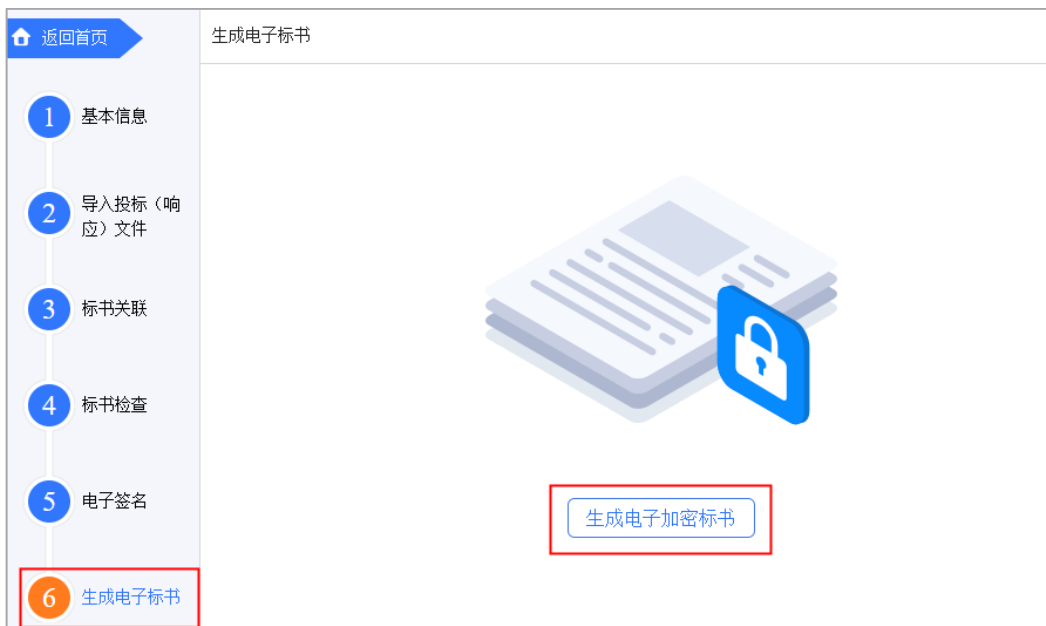 返回首页
生成电子标书
1 基本信息
2 导入投标（响
应）文件
3 标书关联
4 标书检查
5 电子签名
生成电子加密标书
6 生成电子标书